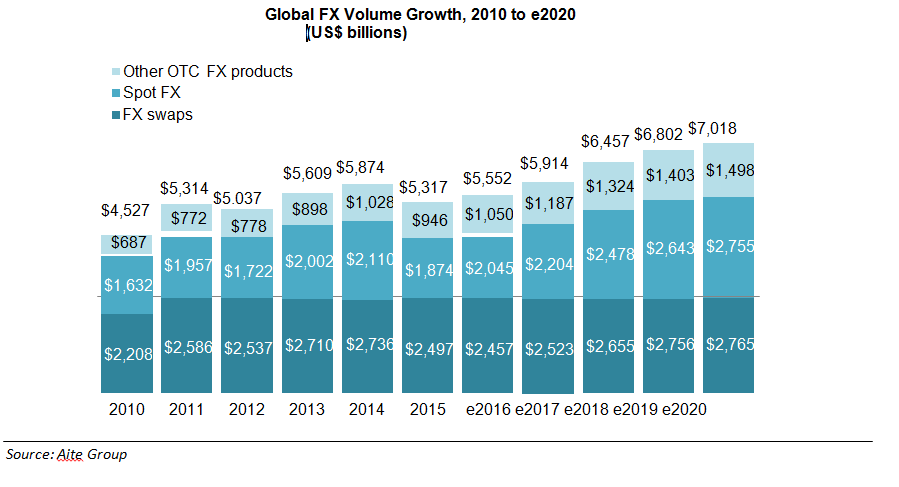 Global FX Volume Growth, 2010 to e2020
(US$ billions)
Other OTC FX products
Spot FX
FX swaps
$4,527 $5,314 $5,037 $5,609 $5,874 $5,317 $5,552 $5,914 $6,457 $6,802 $7,018
$687 $772 $778 $898 $1,028 $946 $1,050 $1,187 $1,324 $1,403 $1,498
$1,632 $1,957 $1,722 $2,002 $2,110 $1,874 $2,045 $2,204 $2,478 $2,643 $2,755
$2,208 $2,586 $2,537 $2,710 $2,736 $2,497 $2,457 $2,523 $2,655 $2,756 $2,765
2010 2011 2012 2013 2014 2015 e2016 e2017 e2018 e2019 e2020
Source: Aite Group